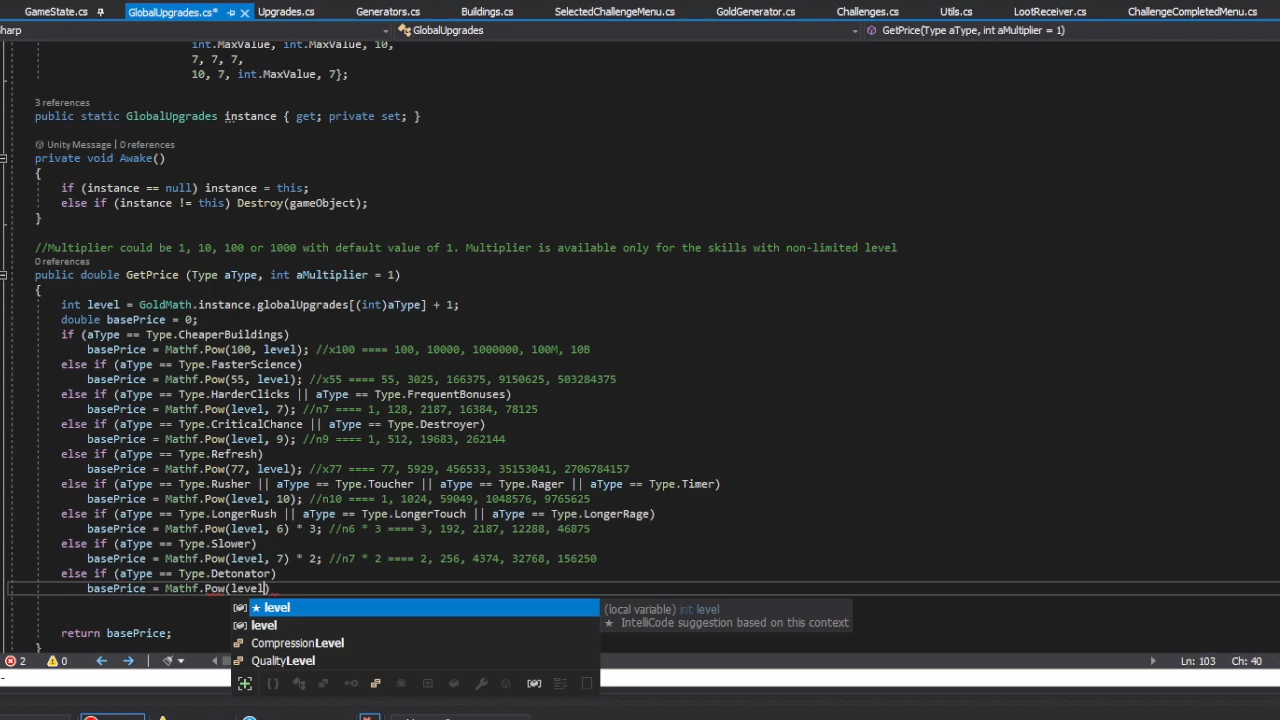 GameState.cs GlobalUpgrades.cs* Upgrades.cs Generators.cs Buildings.cs SelectedChallengeMenu.cs GoldGenerator.cs Challenges.cs Utils.cs LootReceiver.cs ChallengeCompletedMenu.cs
harp GlobalUpgrades GetPrice(Type aType, int aMultiplier = 1)
int.MaxValue, int.MaxValue, 10,
7, 7, 7,
10, 7, int.MaxValue, 7};
3 references
public static GlobalUpgrades instance { get; private set; }
Unity Message | 0 references
private void Awake()
{
if (instance == null) instance = this;
else if (instance != this) Destroy(gameObject);
}
//Multiplier could be 1, 10, 100 or 1000 with default value of 1. Multiplier is available only for the skills with non-limited level
0 references
public double GetPrice (Type aType, int aMultiplier = 1)
{
int level = GoldMath.instance.globalUpgrades[(int)aType] + 1;
double basePrice = 0;
if (aType == Type.CheaperBuildings)
basePrice = Mathf.Pow(100, level); //x100 ==== 100, 10000, 1000000, 100M, 10B
else if (aType == Type.FasterScience)
basePrice = Mathf.Pow(55, level); //x55 ==== 55, 3025, 166375, 9150625, 503284375
else if (aType == Type.HarderClicks || aType == Type.FrequentBonuses)
basePrice = Mathf.Pow(level, 7); //n7 ==== 1, 128, 2187, 16384, 78125
else if (aType == Type.CriticalChance || aType == Type.Destroyer)
basePrice = Mathf.Pow(level, 9); //n9 ==== 1, 512, 19683, 262144
else if (aType == Type.Refresh)
basePrice = Mathf.Pow(77, level); //x77 ==== 77, 5929, 456533, 35153041, 2706784157
else if (aType == Type.Rusher || aType == Type.Toucher || aType == Type.Rager || aType == Type.Timer)
basePrice = Mathf.Pow(level, 10); //n10 ==== 1, 1024, 59049, 1048576, 9765625
else if (aType == Type.LongerRush || aType == Type.LongerTouch || aType == Type.LongerRage)
basePrice = Mathf.Pow(level, 6) * 3; //n6 * 3 ==== 3, 192, 2187, 12288, 46875
else if (aType == Type.Slower)
basePrice = Mathf.Pow(level, 7) * 2; //n7 * 2 ==== 2, 256, 4374, 32768, 156250
else if (aType == Type.Detonator)
basePrice = Mathf.Pow(level)
★ level (local variable) int level
level ★ IntelliCode suggestion based on this context
return basePrice; CompressionLevel
} QualityLevel
2 0 Ln: 103 Ch: 40